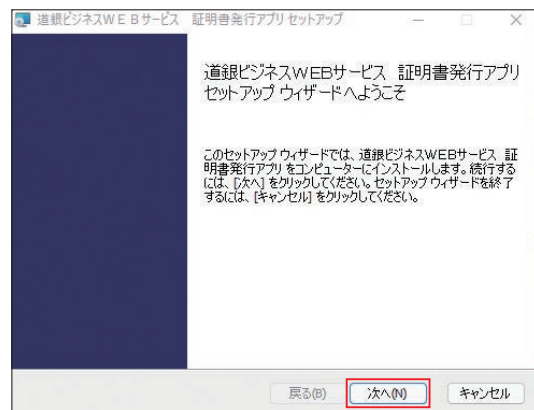 道銀ビジネスWEBサービス 証明書発行アプリ セットアップ
道銀ビジネスWEBサービス 証明書発行アプリ
セットアップ ウィザードへようこそ
このセットアップ ウィザードでは、道銀ビジネスWEBサービス 証
明書発行アプリ をコンピューターにインストールします。続行する
には、[次へ] をクリックしてください。セットアップ ウィザードを終了
するには、[キャンセル] をクリックしてください。
戻る(B) 次へ(N) キャンセル